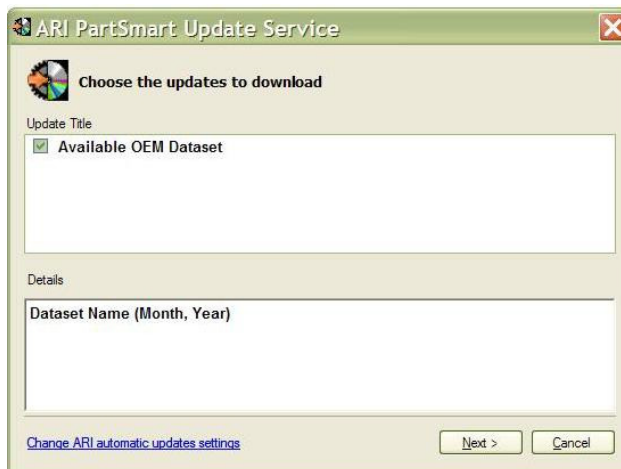 ARI PartSmart Update Service
Choose the updates to download
Update Title
Available OEM Dataset
Details
Dataset Name (Month, Year)
Change ARI automatic updates settings
Next >
Cancel